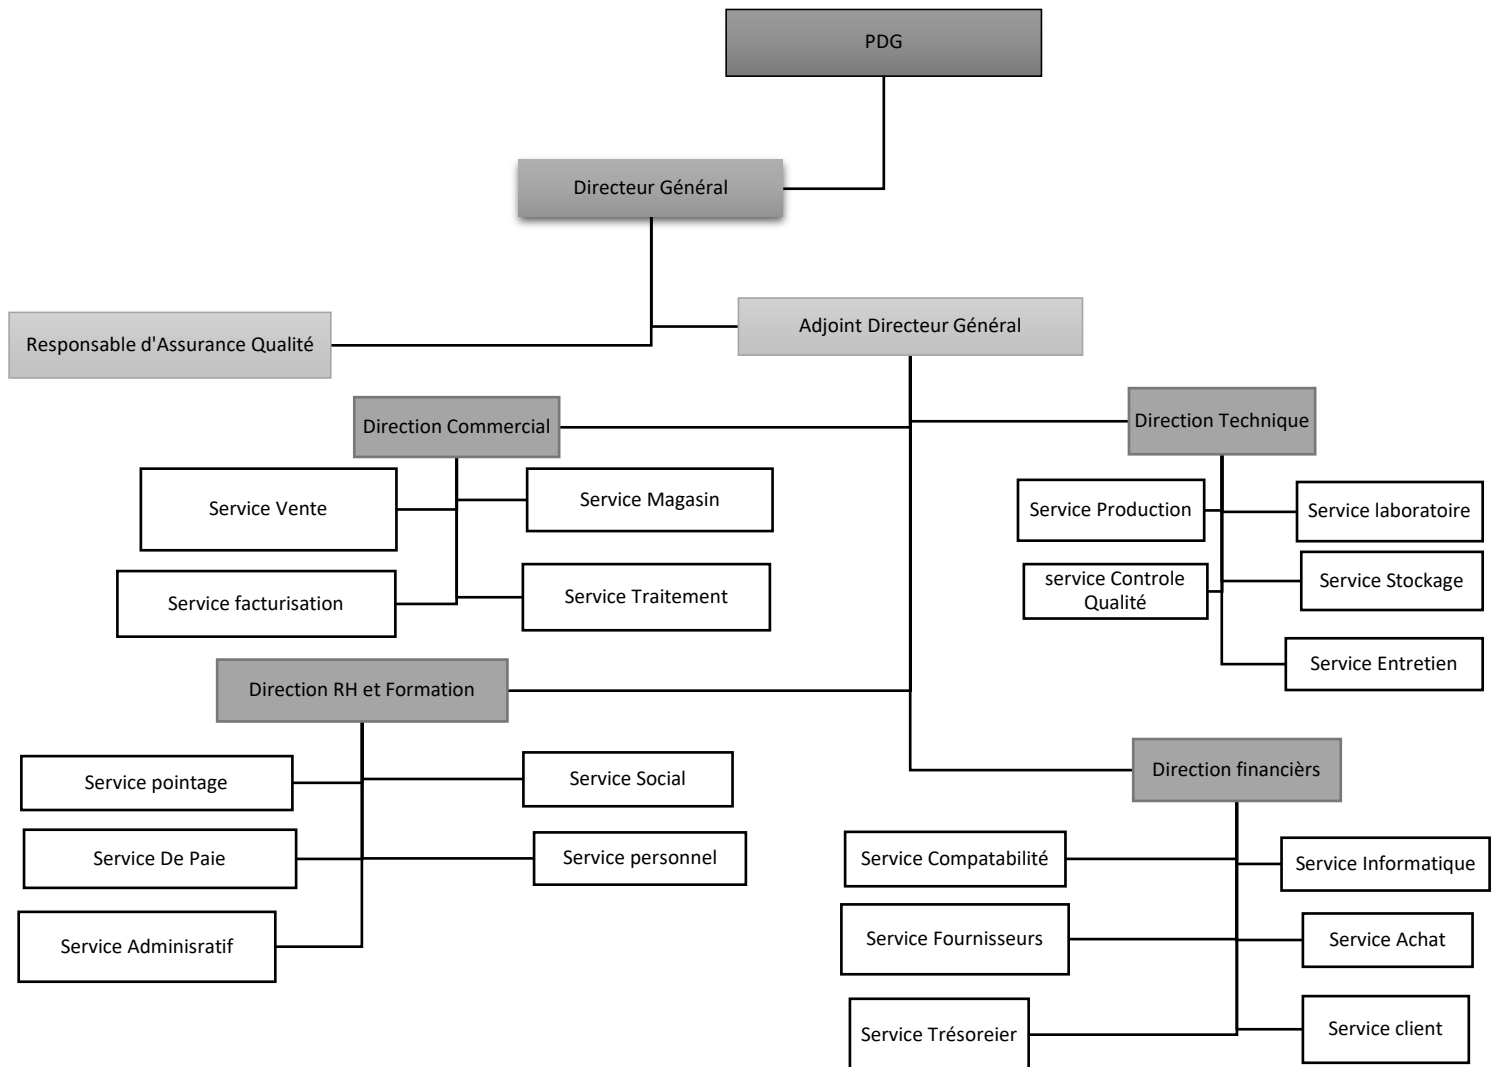 PDG
Directeur Général
Adjoint Directeur Général
Responsable d'Assurance Qualité
Direction Commercial
Direction Technique
Service Vente
Service Magasin
Service Production
Service laboratoire
Service facturisation
Service Traitement
service Controle
Qualité
Service Stockage
Service Entretien
Direction RH et Formation
Direction financièrs
Service pointage
Service Social
Service De Paie
Service personnel
Service Compatabilité
Service Informatique
Service Adminisratif
Service Fournisseurs
Service Achat
Service Trésoreier
Service client